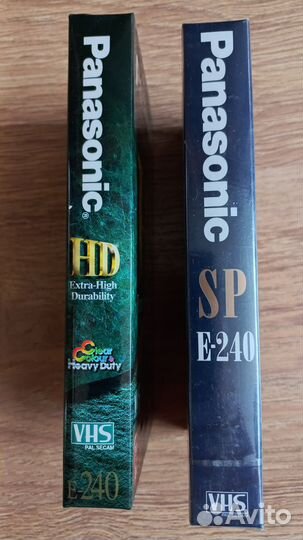 Panasonic®
HD
Extra-High
Durability
Clear
Colour &
Heavy Duty
VHS
PAL SECAM
E-240
Panasonic
SP
E-240
VHS
Avito